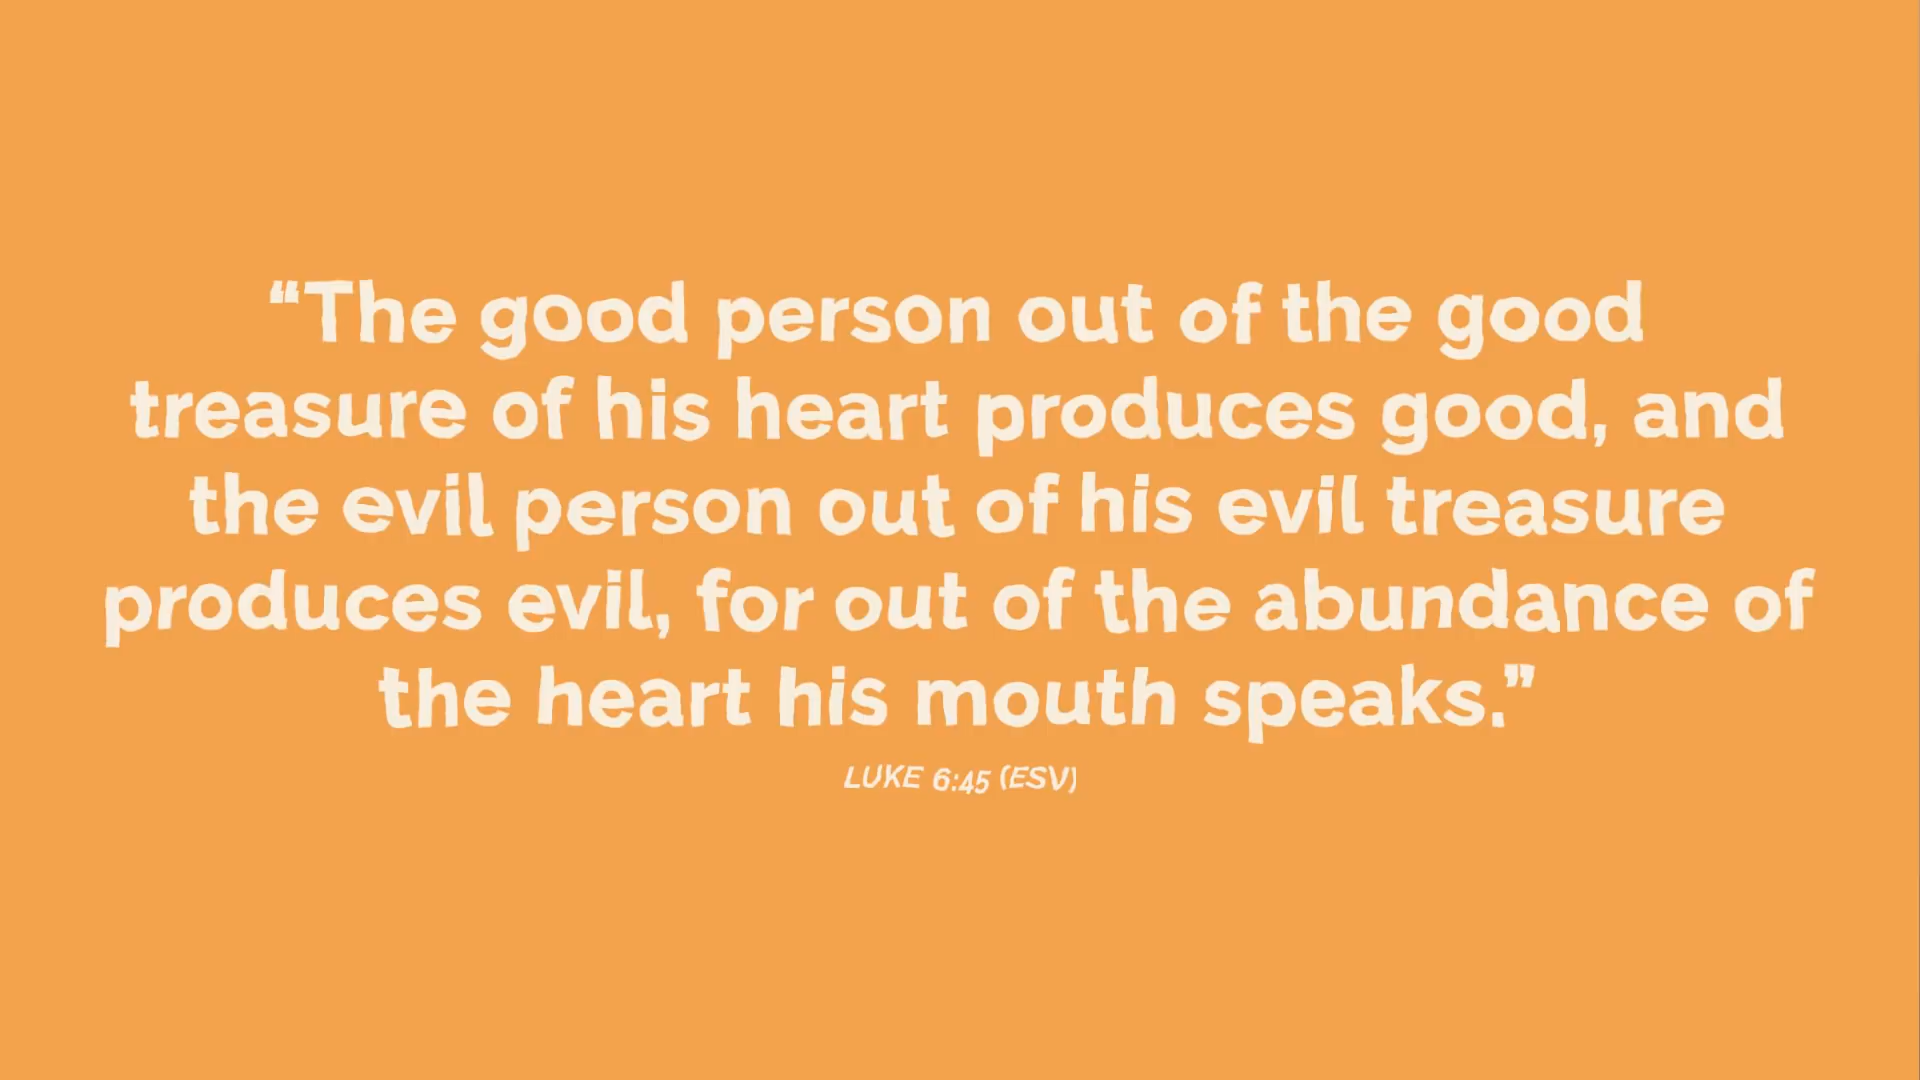 “The good person out of the good
treasure of his heart produces good, and
the evil person out of his evil treasure
produces evil, for out of the abundance of
the heart his mouth speaks.”
LUKE 6:45 (ESV)